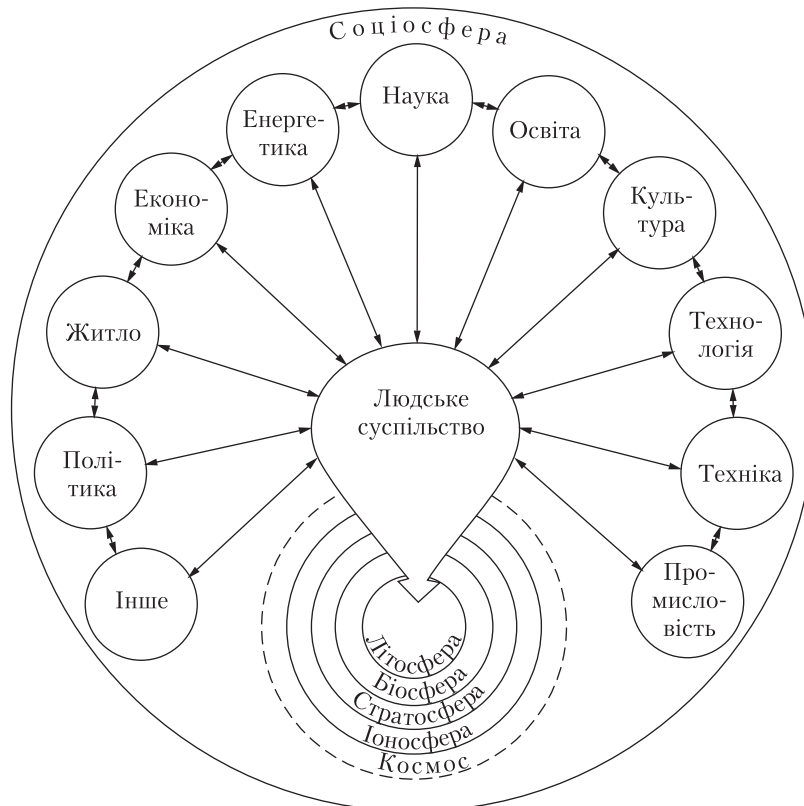 Соціосфера
Наука
Енерге-
тика
Освіта
Еконо-
міка
Куль-
тура
Житло
Техно-
логія
Людське
суспільство
Полі-
тика
Техніка
Інше
Про-
мисло-
вість
Літосфера
Біосфера
Стратосфера
Іоносфера
Космос